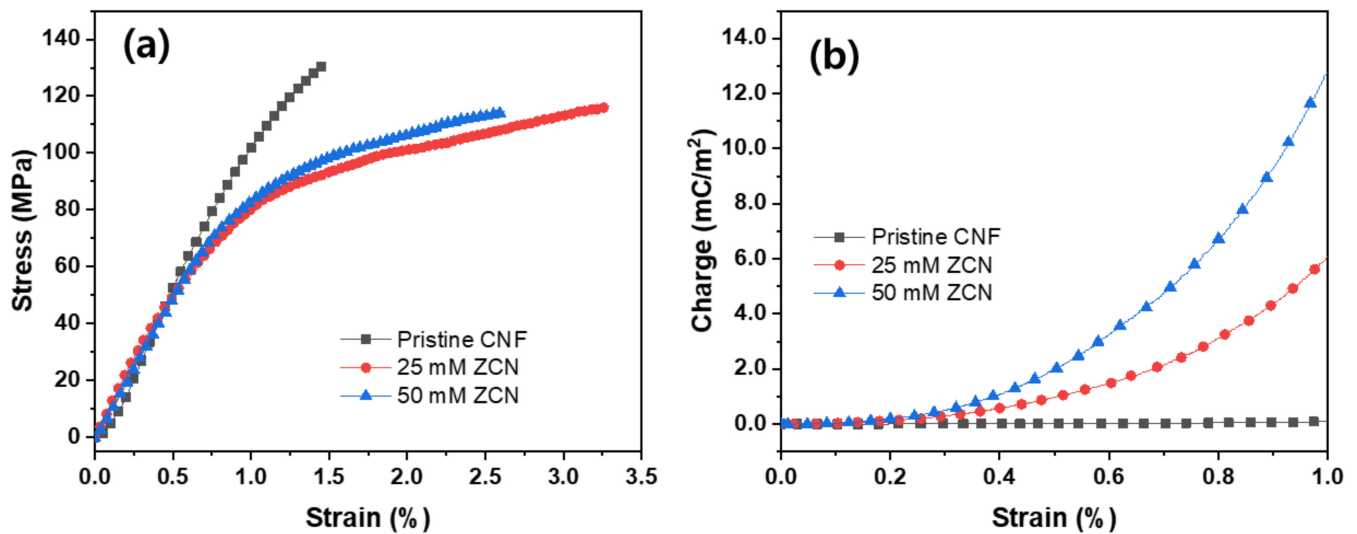 (a)
Stress (MPa)
140
120
100
80
60
40
20
0
Pristine CNF
25 mM ZCN
50 mM ZCN
0.0 0.5 1.0 1.5 2.0 2.5 3.0 3.5
Strain (%)
(b)
Charge (mC/m²)
14.0
12.0
10.0
8.0
6.0
4.0
2.0
0.0
Pristine CNF
25 mM ZCN
50 mM ZCN
0.0 0.2 0.4 0.6 0.8 1.0
Strain (%)